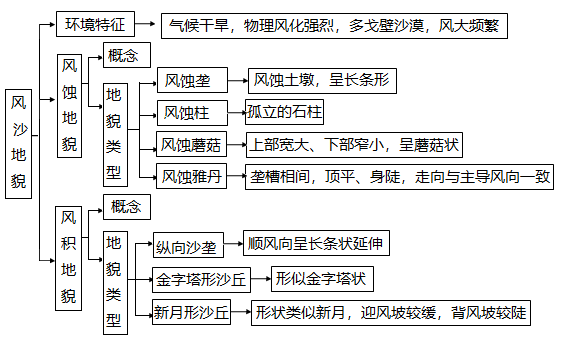 环境特征
气候干旱，物理风化强烈，多戈壁沙漠，风大频繁
风沙地貌
风蚀地貌
概念
地貌类型
风蚀垄
风蚀土墩，呈长条形
风蚀柱
孤立的石柱
风蚀蘑菇
上部宽大、下部窄小，呈蘑菇状
风蚀雅丹
垄槽相间，顶平、身陡，走向与主导风向一致
风积地貌
概念
地貌类型
纵向沙垄
顺风向呈长条状延伸
金字塔形沙丘
形似金字塔状
新月形沙丘
形状类似新月，迎风坡较缓，背风坡较陡